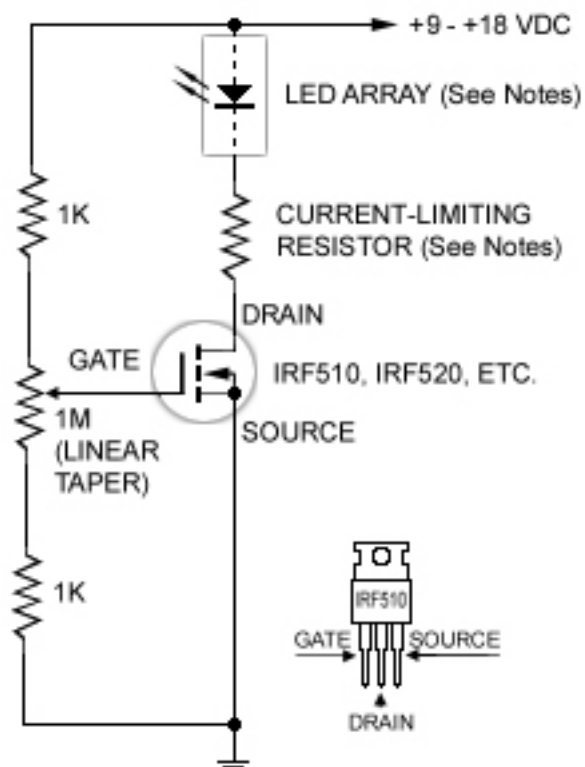 +9 - +18 VDC
LED ARRAY (See Notes)
1K
CURRENT-LIMITING
RESISTOR (See Notes)
DRAIN
GATE
IRF510, IRF520, ETC.
1M
(LINEAR
TAPER)
SOURCE
1K
IRF510
GATE
SOURCE
DRAIN